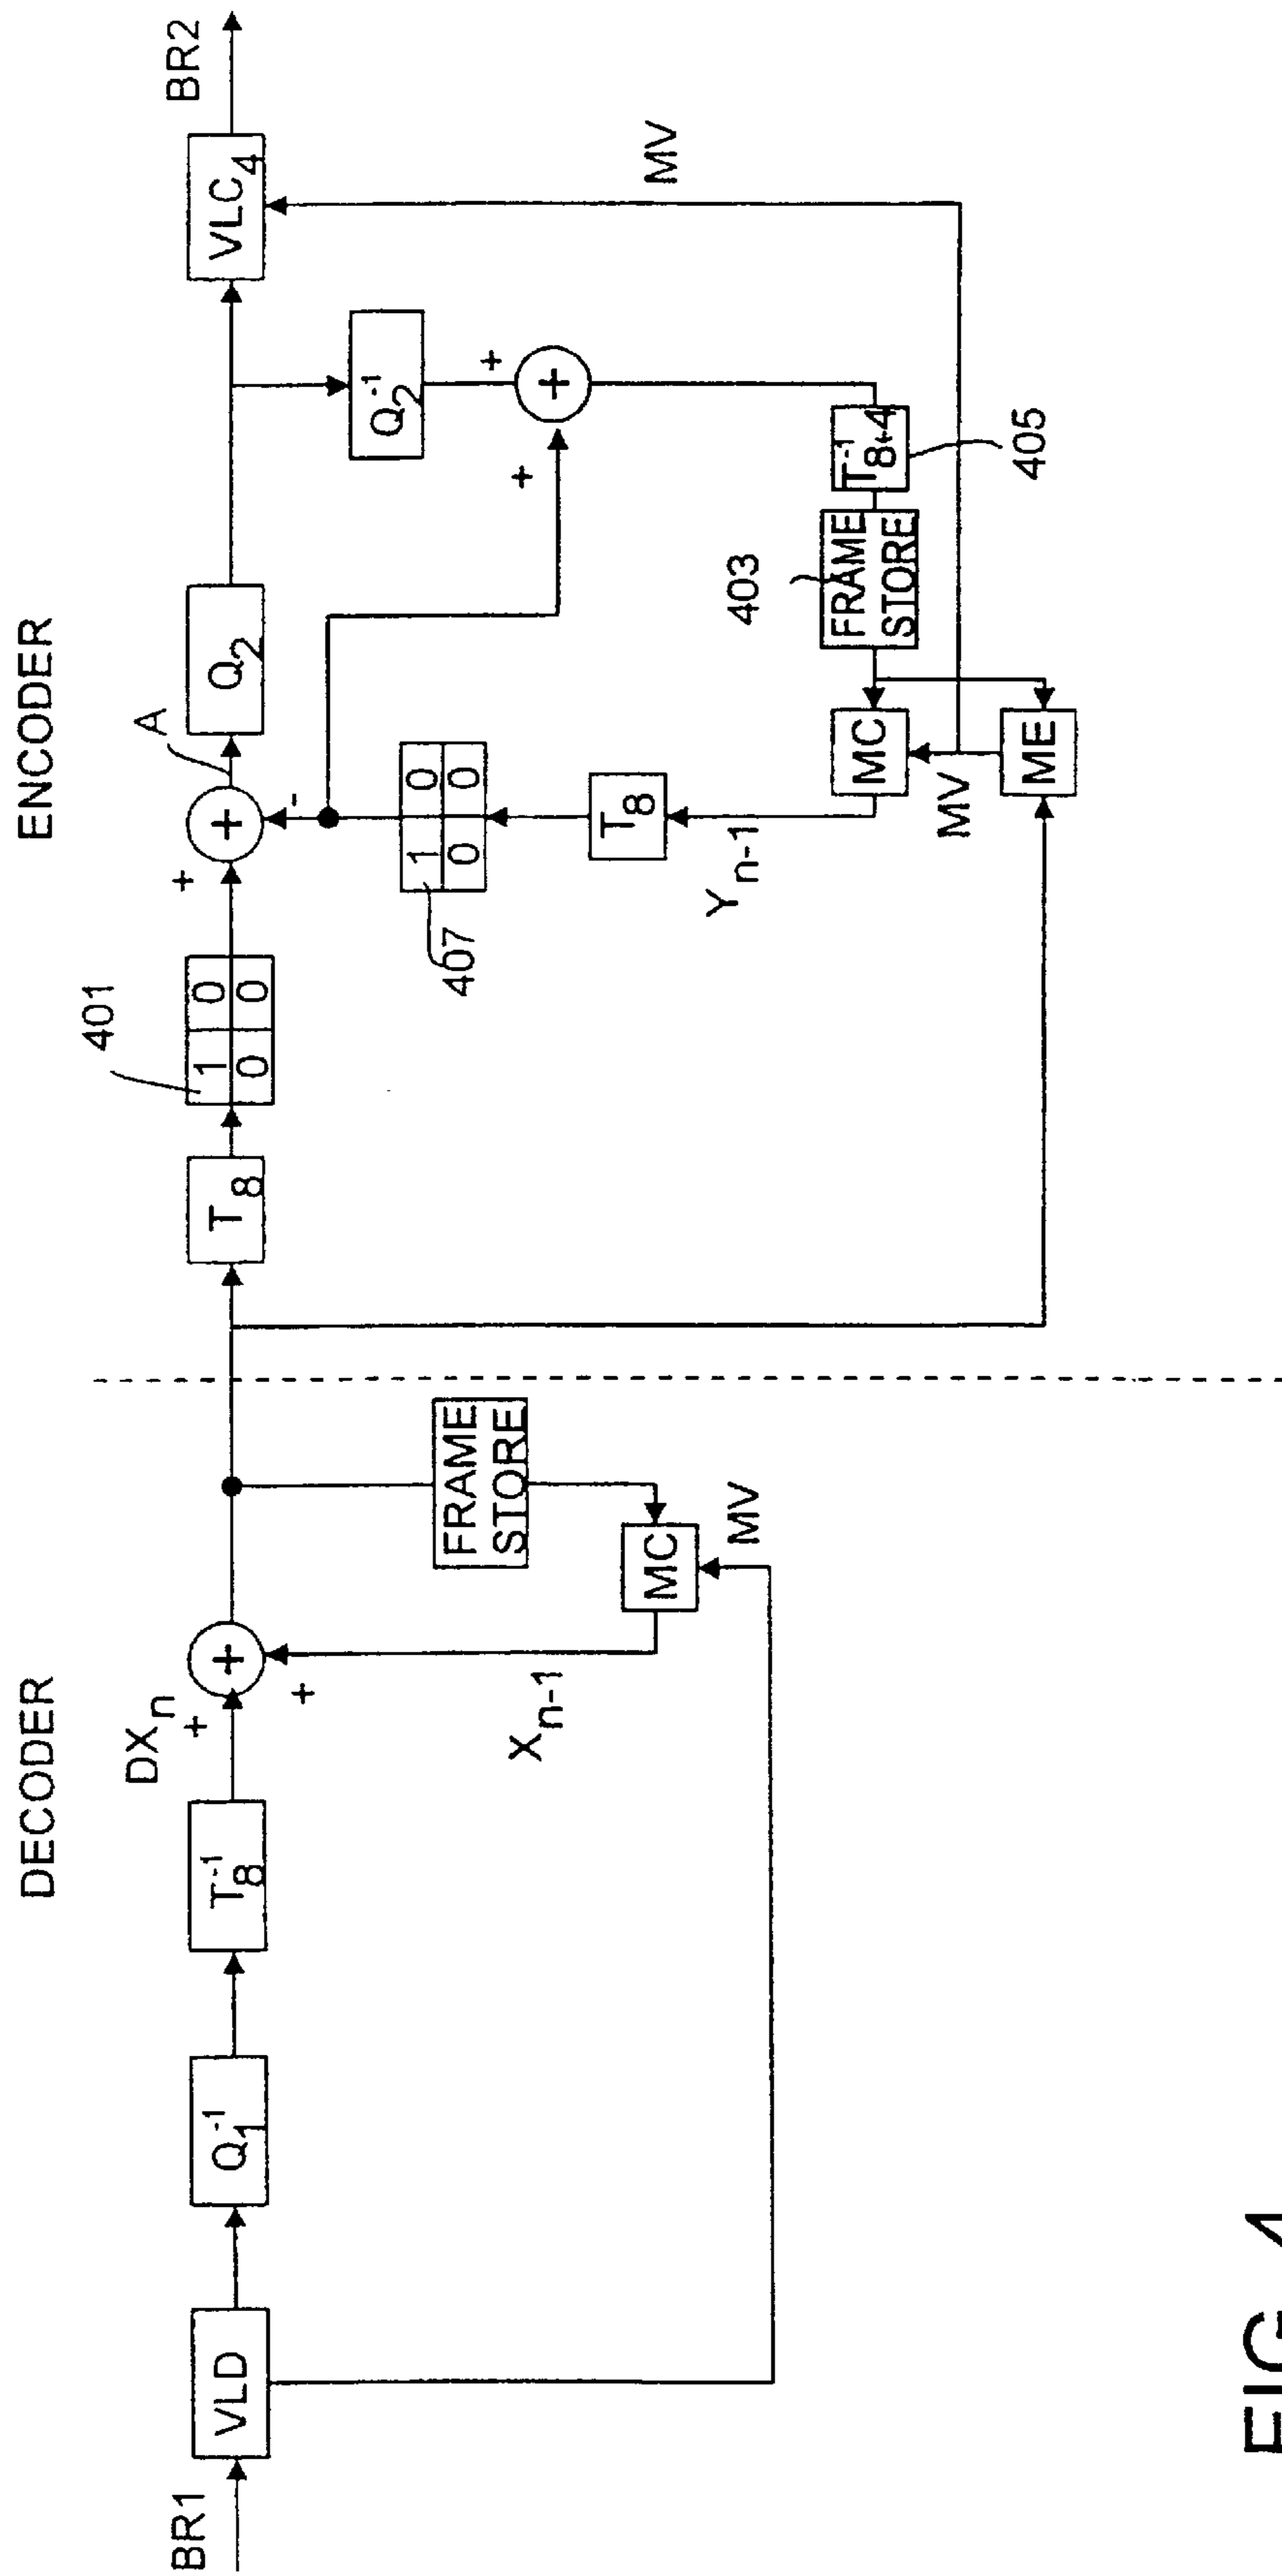 DECODER
ENCODER
BR1
VLD
Q₁⁻¹
T₈⁻¹
DXₙ
+
+
+
Xₙ₋₁
MC
MV
FRAME
STORE
T₈
401
1 0
0 0
+
+
-
A
Q₂
VLC₄
BR2
Q₂⁻¹
+
+
+
407
1 0
0 0
T₈
Yₙ₋₁
MC
MV
ME
403
FRAME
STORE
T⁻¹₈₋₄
405
MV
FIG. 4